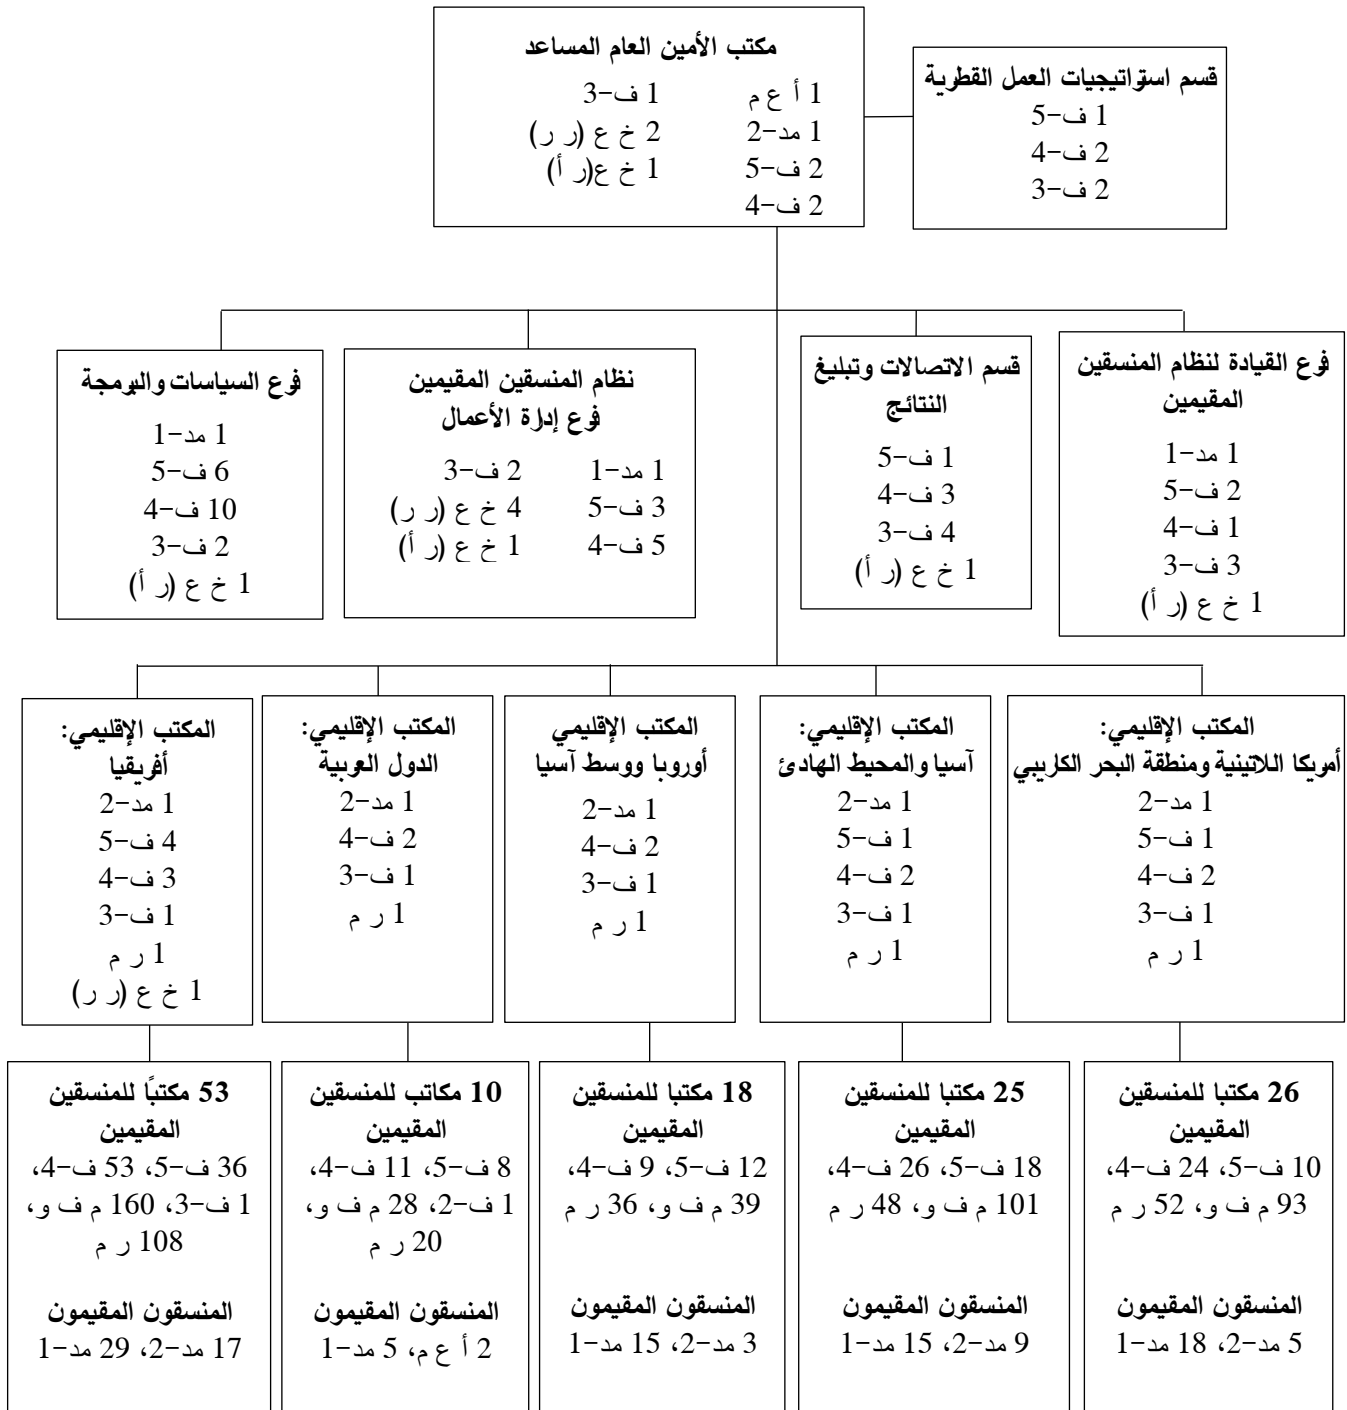 مكتب الأمين العام المساعد
1 أ ع م
1 ف-3
1 مد-2
2 خ ع (ر ر)
2 ف-5
1 خ ع(ر أ)
2 ف-4
قسم استراتيجيات العمل القطرية
1 ف-5
2 ف-4
2 ف-3
فرع القيادة لنظام المنسقين
المقيمين
1 مد-1
2 ف-5
1 ف-4
3 ف-3
1 خ ع (ر أ)
قسم الاتصالات وتبليغ
النتائج
1 ف-5
3 ف-4
4 ف-3
1 خ ع (ر أ)
نظام المنسقين المقيمين
فرع إدارة الأعمال
1 مد-1
2 ف-3
3 ف-5
4 خ ع (ر ر)
5 ف-4
1 خ ع (ر أ)
فرع السياسات والبرمجة
1 مد-1
6 ف-5
10 ف-4
2 ف-3
1 خ ع (ر أ)
المكتب الإقليمي:
أمريكا اللاتينية ومنطقة البحر الكاريبي
1 مد-2
1 ف-5
2 ف-4
1 ف-3
1 ر م
المكتب الإقليمي:
آسيا والمحيط الهادئ
1 مد-2
1 ف-5
2 ف-4
1 ف-3
1 ر م
المكتب الإقليمي
أوروبا ووسط آسيا
1 مد-2
2 ف-4
1 ف-3
1 ر م
المكتب الإقليمي:
الدول العربية
1 مد-2
2 ف-4
1 ف-3
1 ر م
المكتب الإقليمي:
أفريقيا
1 مد-2
4 ف-5
3 ف-4
1 ف-3
1 ر م
1 خ ع (ر ر)
26 مكتبا للمنسقين
المقيمين
10 ف-5، 24 ف-4،
93 م ف و، 52 ر م
المنسقون المقيمون
5 مد-2، 18 مد-1
25 مكتبا للمنسقين
المقيمين
18 ف-5، 26 ف-4،
101 م ف و، 48 ر م
المنسقون المقيمون
9 مد-2، 15 مد-1
18 مكتبا للمنسقين
المقيمين
12 ف-5، 9 ف-4،
39 م ف و، 36 ر م
المنسقون المقيمون
3 مد-2، 15 مد-1
10 مكاتب للمنسقين
المقيمين
8 ف-5، 11 ف-4،
1 ف-2، 28 م ف و،
20 ر م
المنسقون المقيمون
2 أ ع م، 5 مد-1
53 مكتبًا للمنسقين
المقيمين
36 ف-5، 53 ف-4،
1 ف-3، 160 م ف و،
108 ر م
المنسقون المقيمون
17 مد-2، 29 مد-1